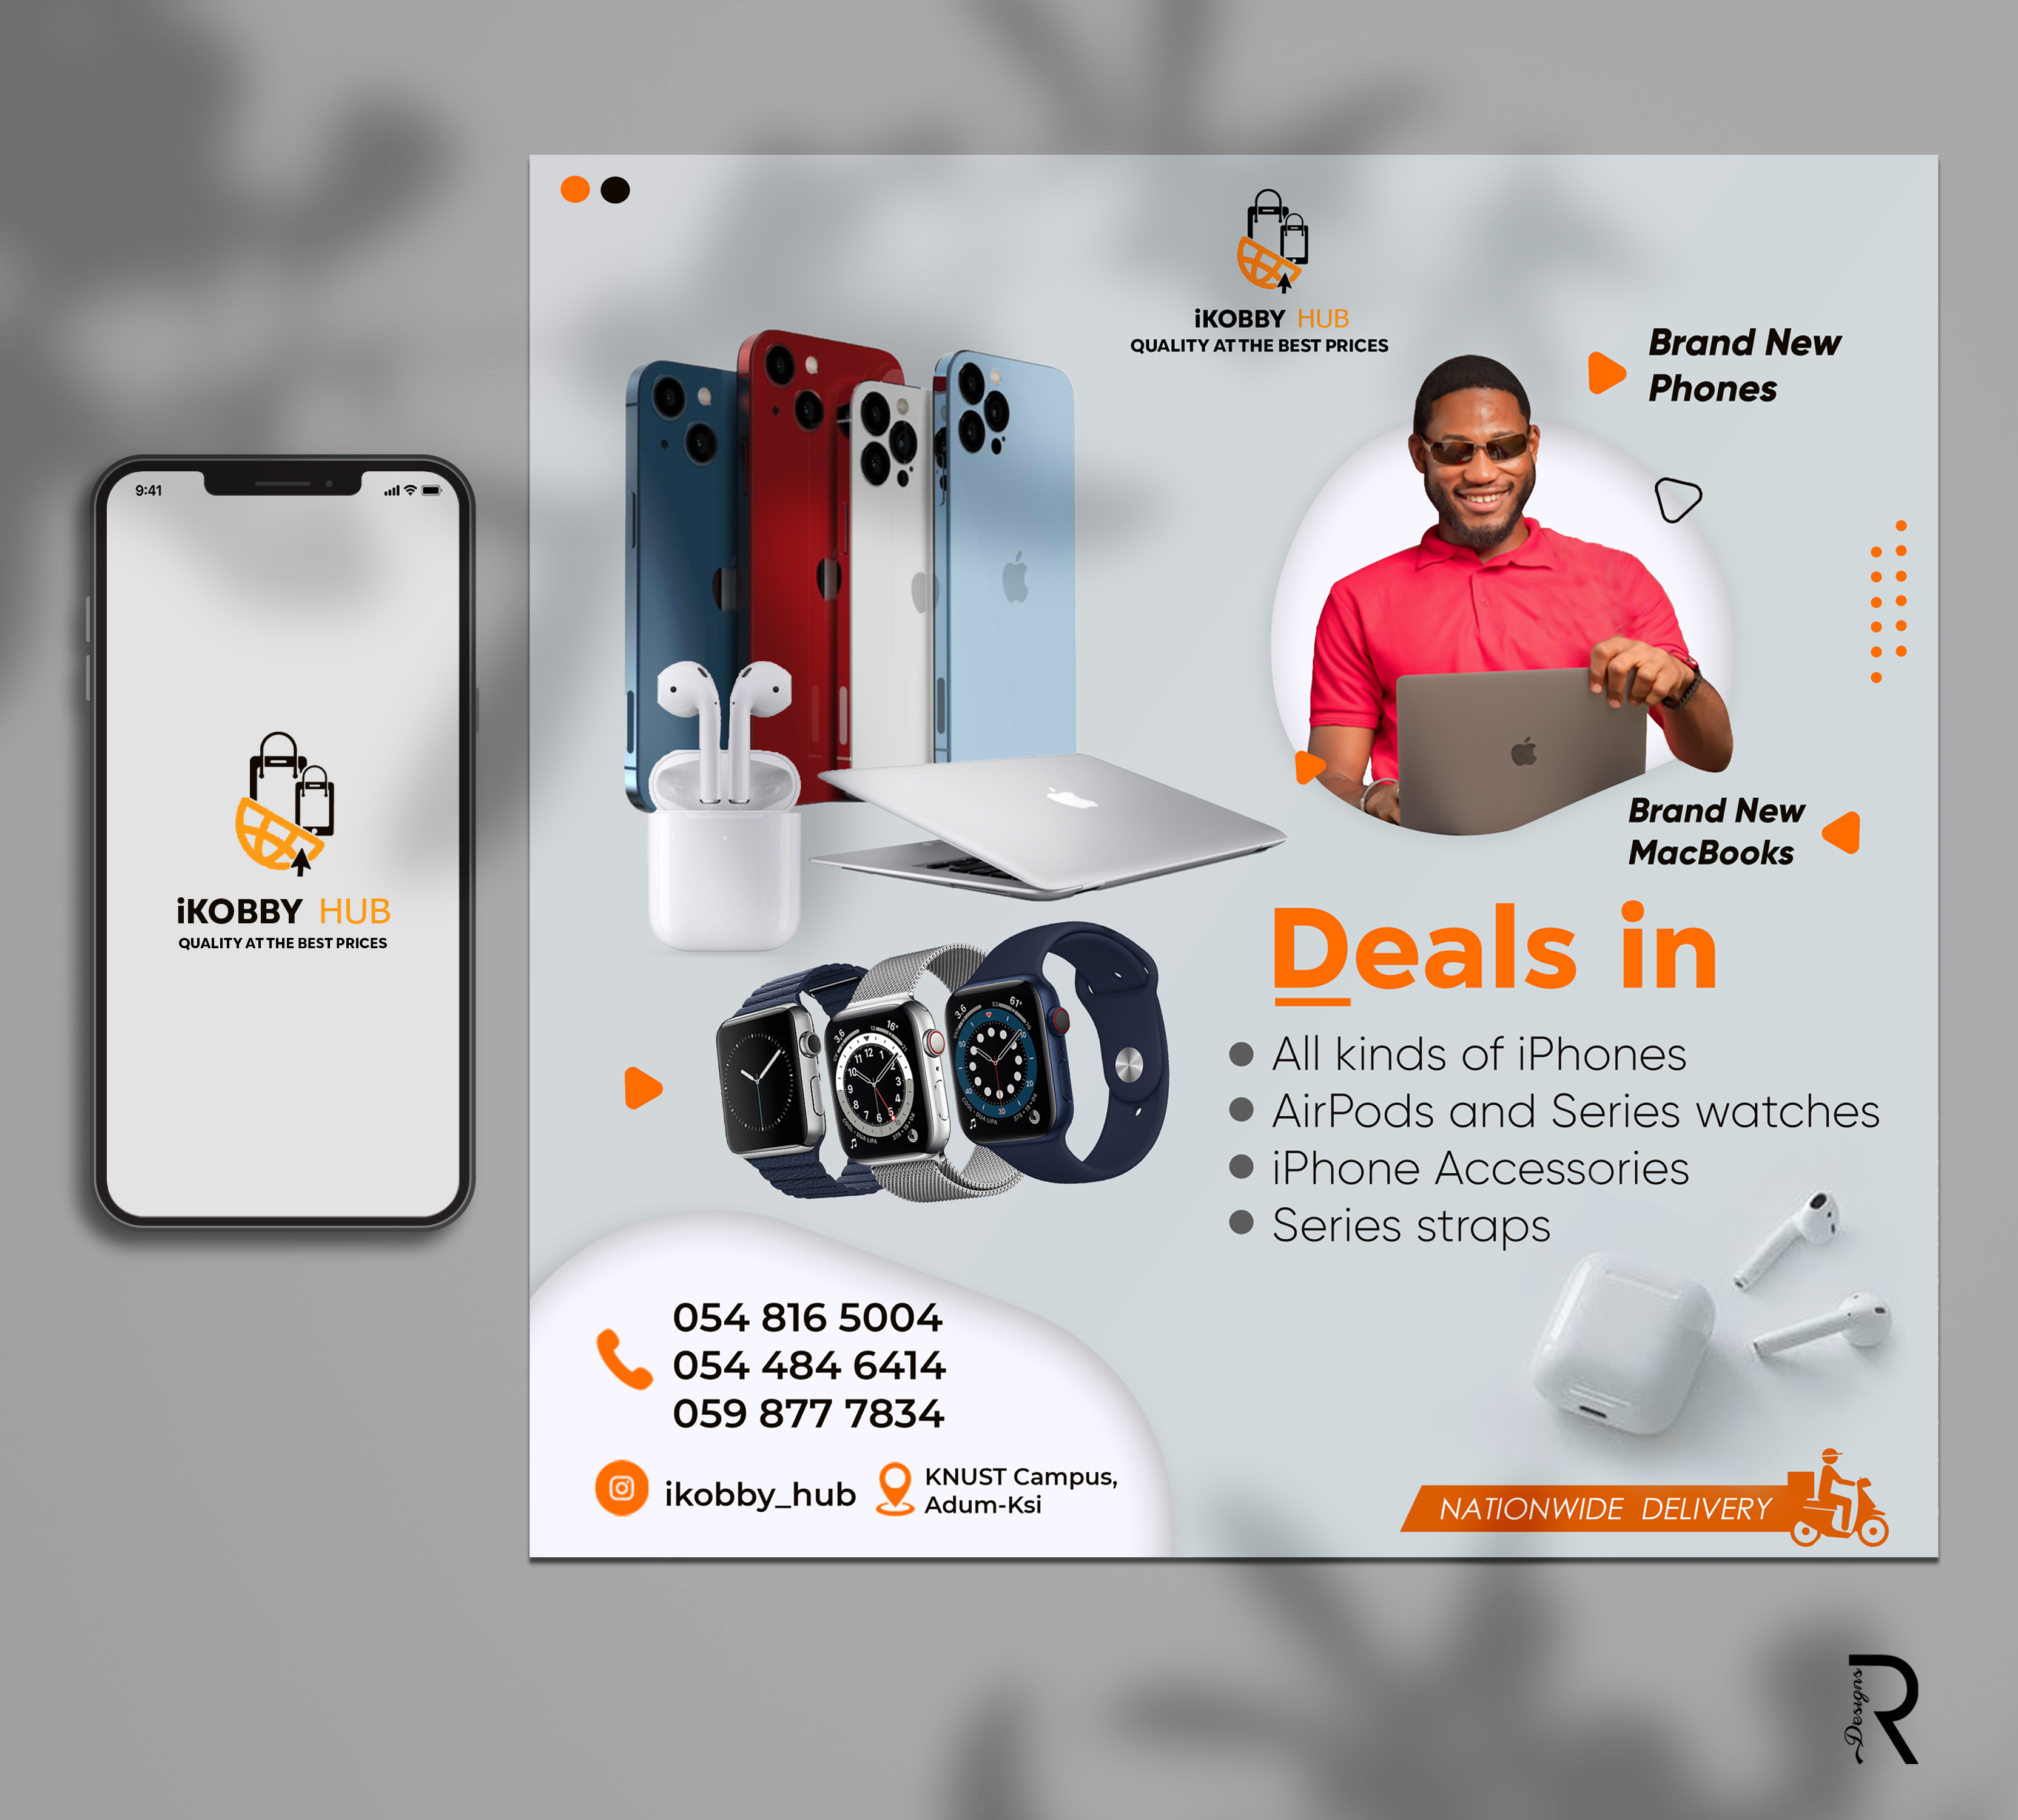 9:41
iKOBBY HUB
QUALITY AT THE BEST PRICES
iKOBBY HUB
QUALITY AT THE BEST PRICES
Brand New
Phones
Brand New
MacBooks
Deals in
All kinds of iPhones
AirPods and Series watches
iPhone Accessories
Series straps
054 816 5004
054 484 6414
059 877 7834
ikobby_hub
KNUST Campus,
Adum-Ksi
NATIONWIDE DELIVERY
R Designs